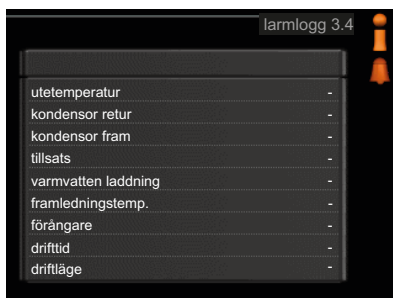 larmlogg 3.4
utetemperatur -
kondensor retur -
kondensor fram -
tillsats -
varmvatten laddning -
framledningstemp. -
förångare -
drifttid -
driftläge -